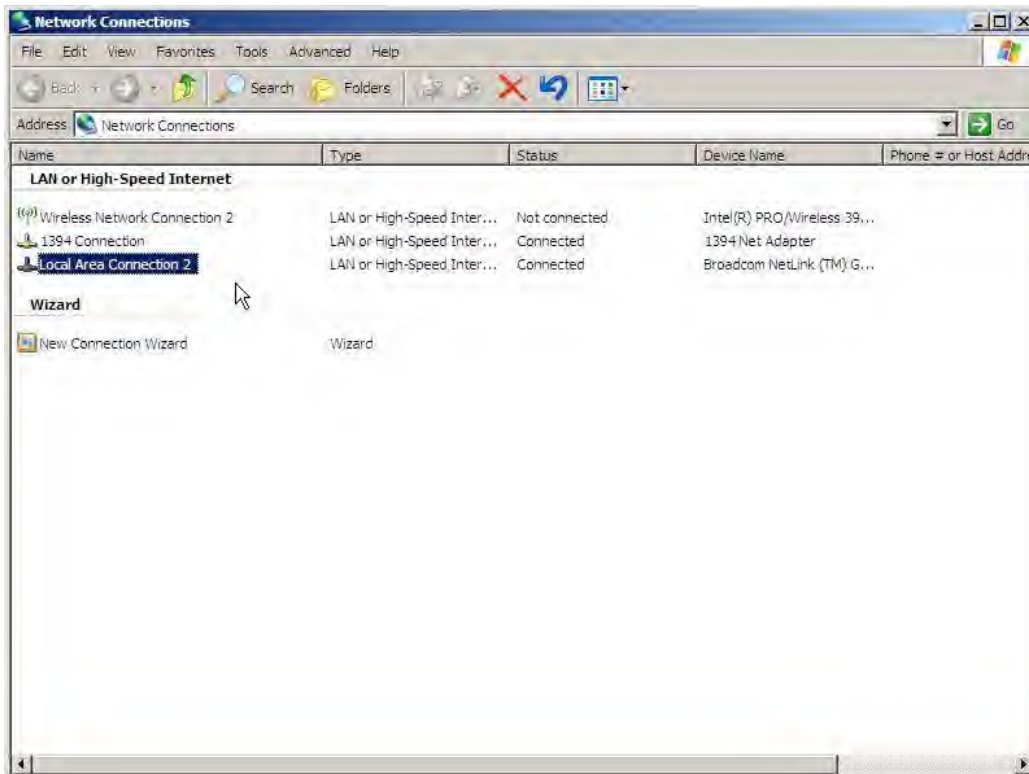 Network Connections
File Edit View Favorites Tools Advanced Help
Back Search Folders
Address Network Connections Go
Name Type Status Device Name Phone # or Host Addr
LAN or High-Speed Internet
Wireless Network Connection 2 LAN or High-Speed Inter... Not connected Intel(R) PRO/Wireless 39...
1394 Connection LAN or High-Speed Inter... Connected 1394 Net Adapter
Local Area Connection 2 LAN or High-Speed Inter... Connected Broadcom NetLink (TM) G...
Wizard
New Connection Wizard Wizard